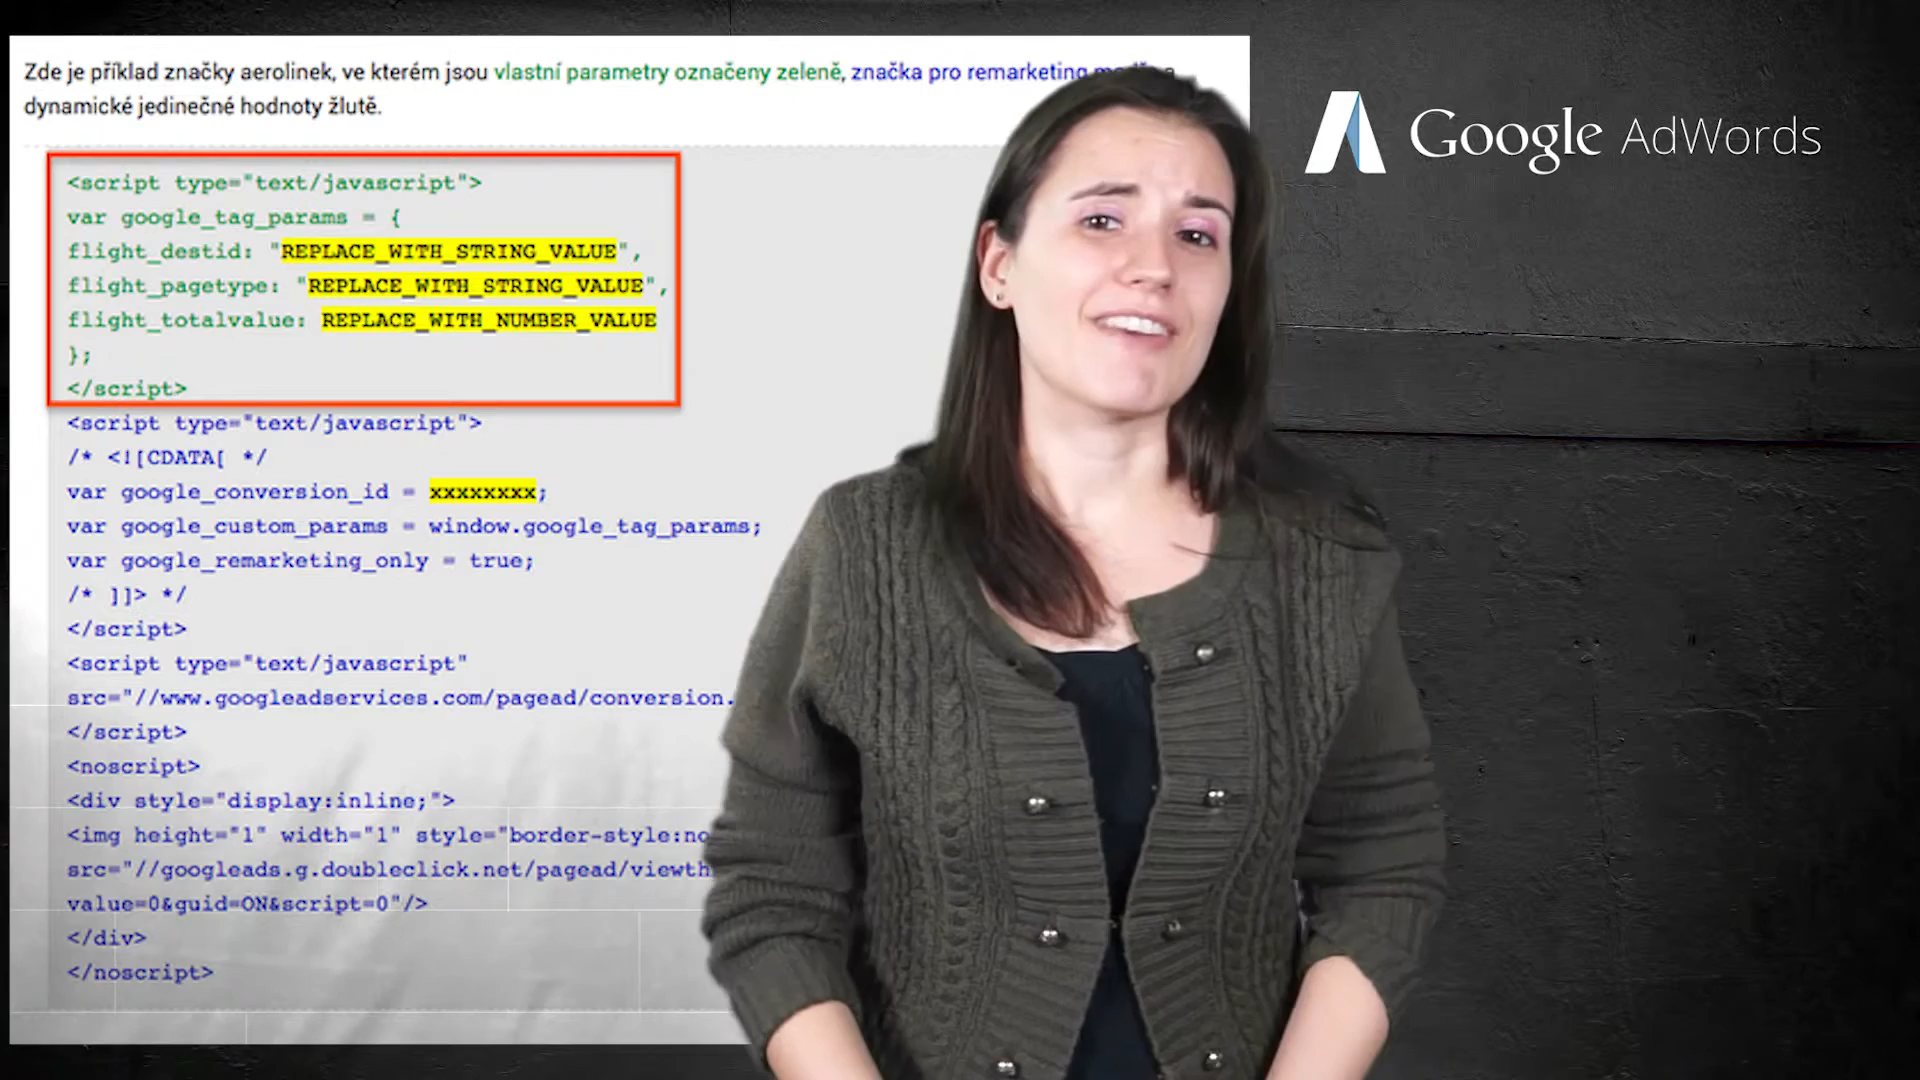 Zde je příklad značky aerolinek, ve kterém jsou vlastní parametry označeny zeleně, značka pro remarketing
dynamické jedinečné hodnoty žlutě.
<script type="text/javascript">
var google_tag_params = {
flight_destid: "REPLACE_WITH_STRING_VALUE",
flight_pagetype: "REPLACE_WITH_STRING_VALUE",
flight_totalvalue: REPLACE_WITH_NUMBER_VALUE
};
</script>
<script type="text/javascript">
/* <![CDATA[ */
var google_conversion_id = xxxxxxxx;
var google_custom_params = window.google_tag_params;
var google_remarketing_only = true;
/* ]]> */
</script>
<script type="text/javascript"
src="//www.googleadservices.com/pagead/conversion.
</script>
<noscript>
<div style="display:inline;">
<img height="1" width="1" style="border-style:no
src="//googleads.g.doubleclick.net/pagead/viewth
value=0&guid=ON&script=0"/>
</div>
</noscript>
Google AdWords